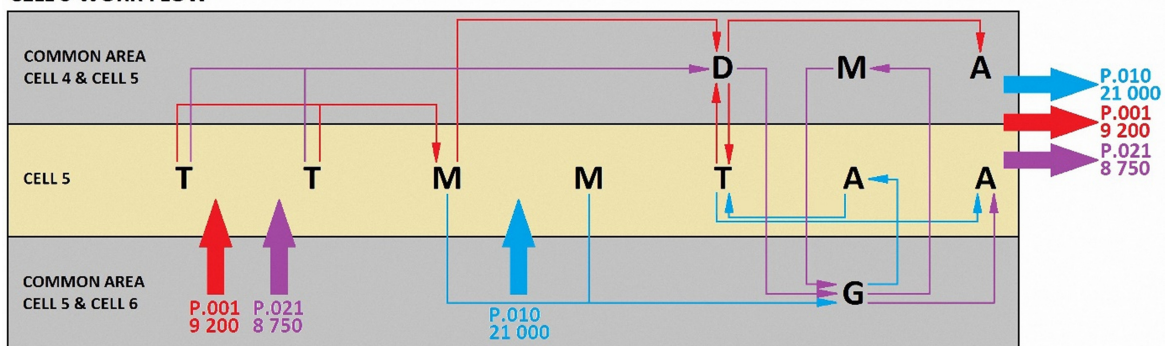 COMMON AREA
CELL 4 & CELL 5
D M A
P.010
21 000
P.001
9 200
P.021
8 750
CELL 5
T T M M T A A
COMMON AREA
CELL 5 & CELL 6
P.001
9 200
P.021
8 750
P.010
21 000
G